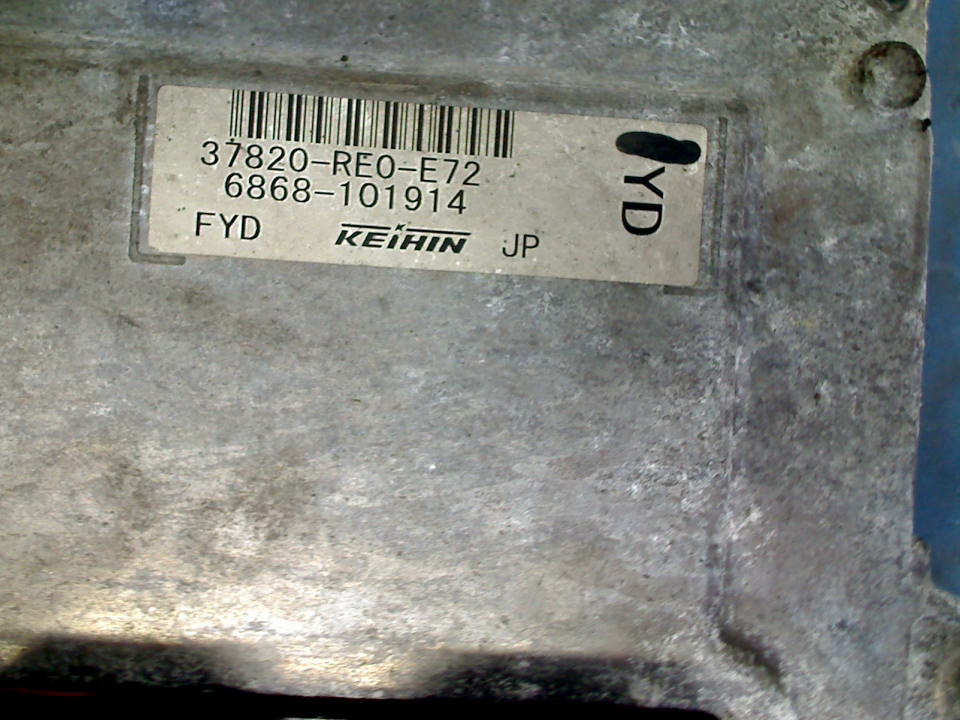 37820-RE0-E72
6868-101914
FYD
KEIHIN
JP
YD